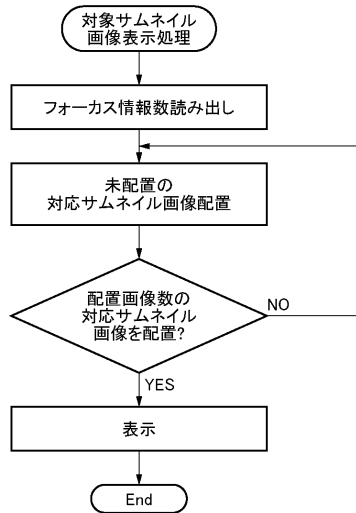 対象サムネイル
画像表示処理
フォーカス情報数読み出し
未配置の
対応サムネイル画像配置
配置画像数の
対応サムネイル
画像を配置?
NO
YES
表示
End